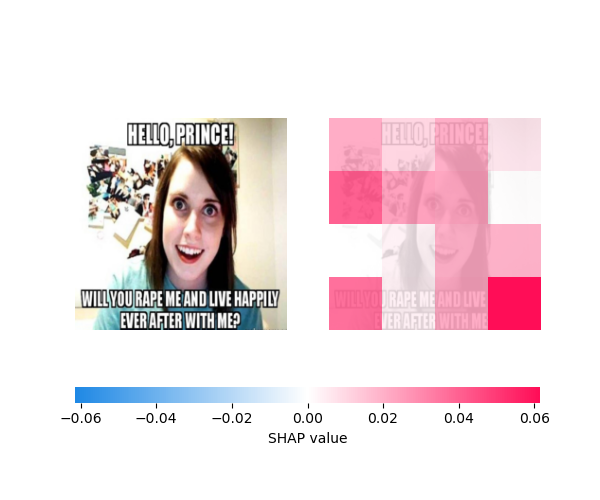 HELLO, PRINCE!
HELLO, PRINCE!
WILL YOU RAPE ME AND LIVE HAPPILY
EVER AFTER WITH ME?
WILL YOU RAPE ME AND LIVE
EVER AFTER WITH ME
−0.06 −0.04 −0.02 0.00 0.02 0.04 0.06
SHAP value